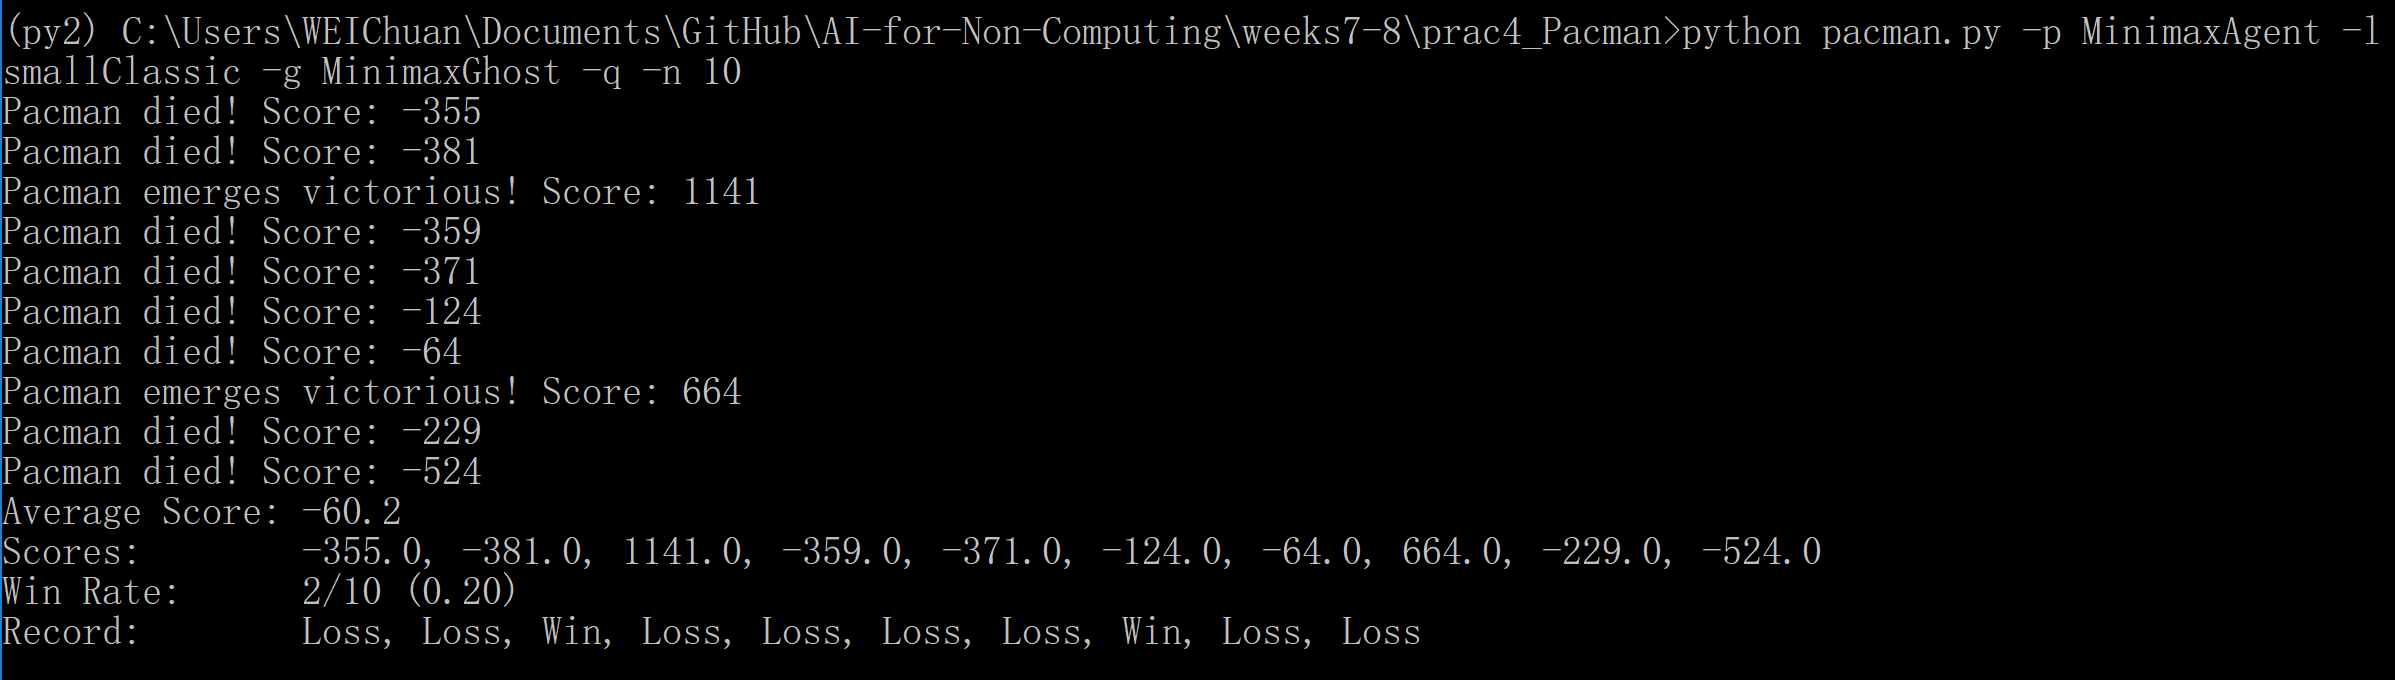 (py2) C:\Users\WEIChuan\Documents\GitHub\AI-for-Non-Computing\weeks7-8\prac4_Pacman>python pacman.py -p MinimaxAgent -l
smallClassic -g MinimaxGhost -q -n 10
Pacman died! Score: -355
Pacman died! Score: -381
Pacman emerges victorious! Score: 1141
Pacman died! Score: -359
Pacman died! Score: -371
Pacman died! Score: -124
Pacman died! Score: -64
Pacman emerges victorious! Score: 664
Pacman died! Score: -229
Pacman died! Score: -524
Average Score: -60.2
Scores:        -355.0, -381.0, 1141.0, -359.0, -371.0, -124.0, -64.0, 664.0, -229.0, -524.0
Win Rate:      2/10 (0.20)
Record:        Loss, Loss, Win, Loss, Loss, Loss, Loss, Win, Loss, Loss